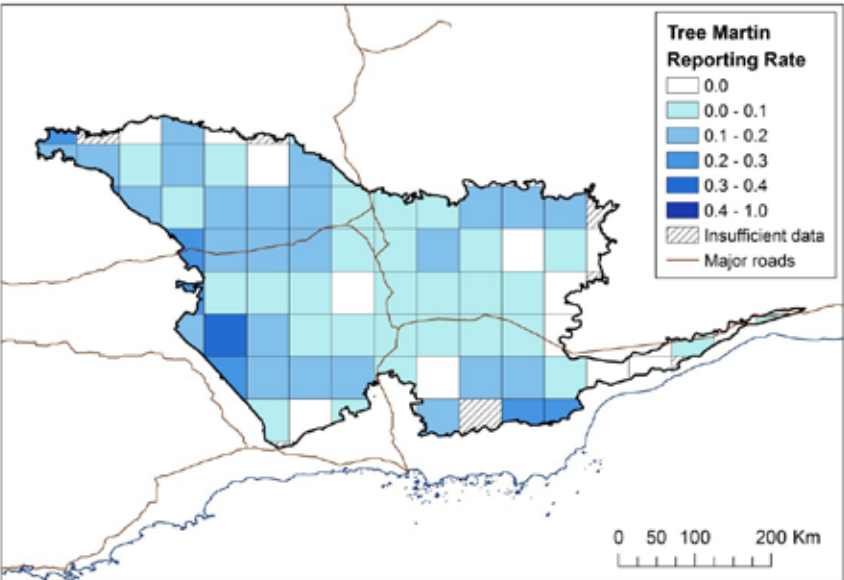 Tree Martin
Reporting Rate
0.0
0.0 - 0.1
0.1 - 0.2
0.2 - 0.3
0.3 - 0.4
0.4 - 1.0
Insufficient data
Major roads
0 50 100 200 Km